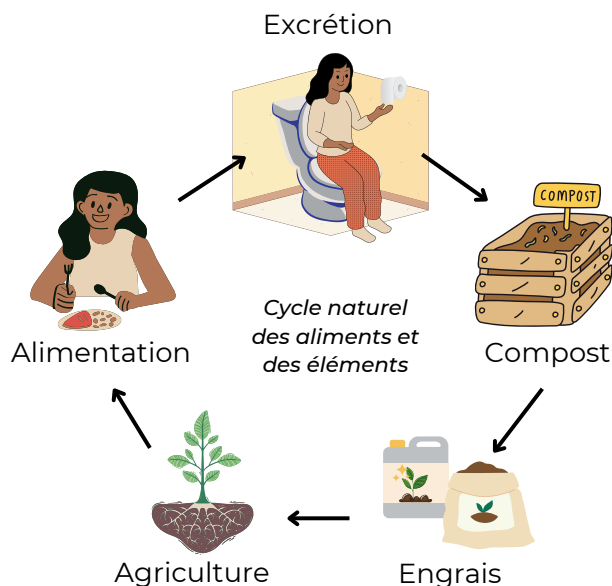 Excrétion
COMPOST
Cycle naturel
des aliments et
des éléments
Alimentation
Compost
Agriculture
Engrais